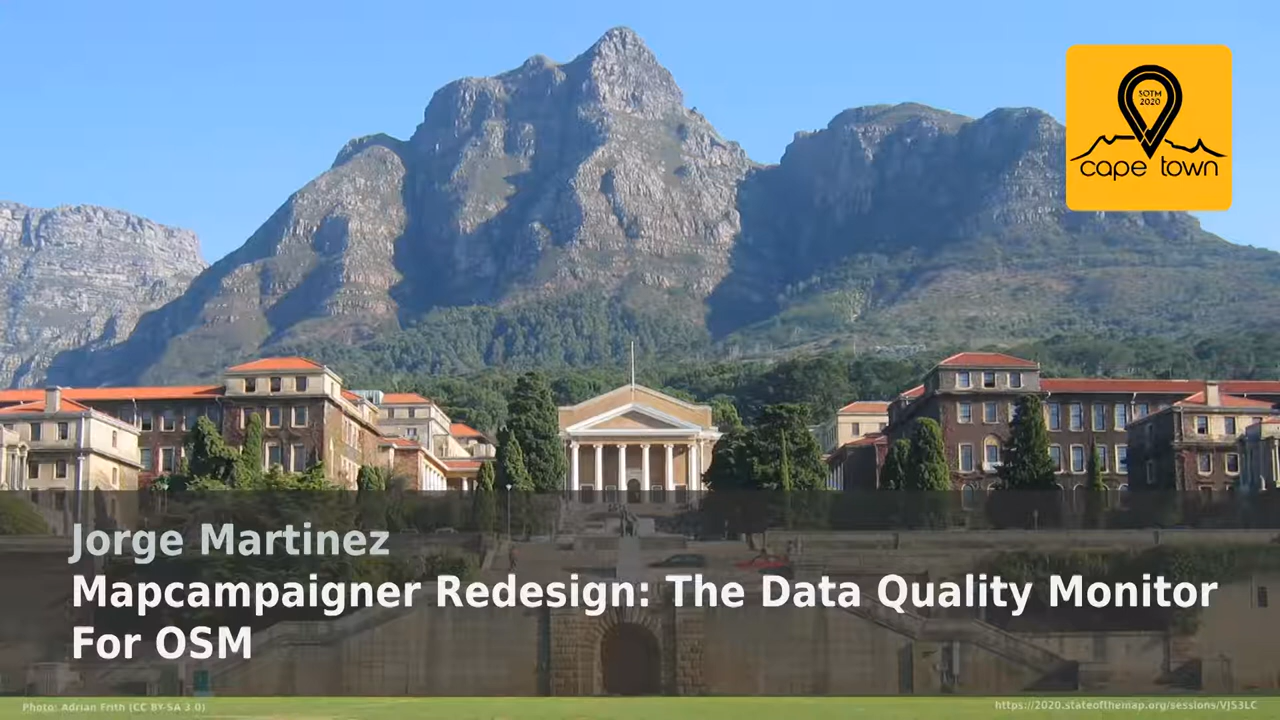 SOTM
2020
cape town
Jorge Martinez
Mapcampaigner Redesign: The Data Quality Monitor
For OSM
Photo: Adrian Frith (CC BY-SA 3.0)
https://2020.stateofthemap.org/sessions/VJS3LC